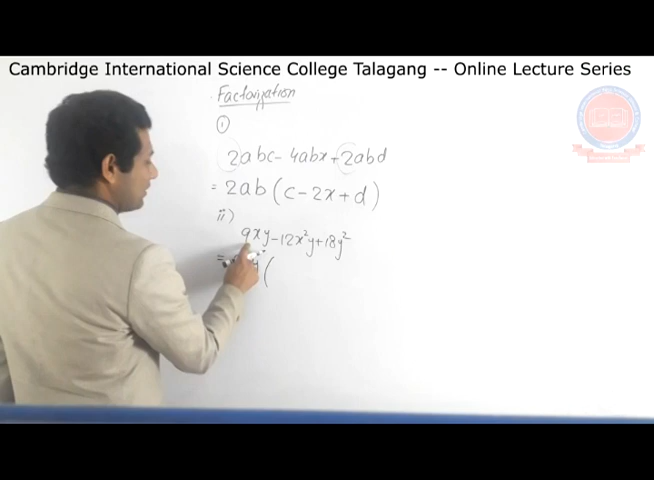 Cambridge International Science College Talagang -- Online Lecture Series
Factorization
①
2abc - 4abx + 2abd
= 2ab(c - 2x + d)
ii)
9xy - 12x²y + 18y²
= y(